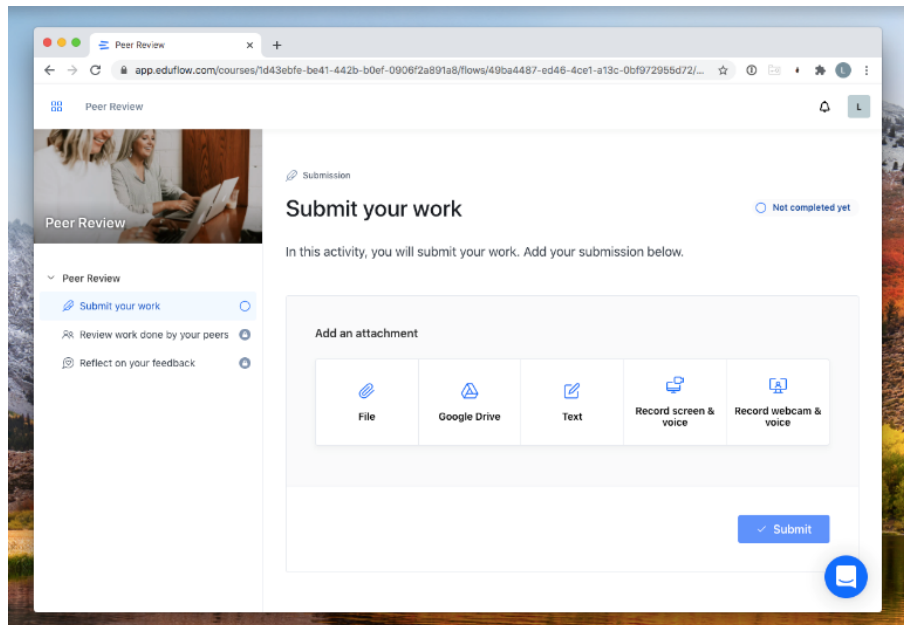 Peer Review
app.eduflow.com/courses/1d43ebfe-be41-442b-b0ef-0906f2a891a8/flows/49ba4487-ed46-4ce1-a13c-0bf972955d72/...
L
Peer Review
L
Peer Review
Submission
Submit your work
Not completed yet
In this activity, you will submit your work. Add your submission below.
Peer Review
Submit your work
Review work done by your peers
Reflect on your feedback
Add an attachment
File
Google Drive
Text
Record screen &
voice
Record webcam &
voice
Submit